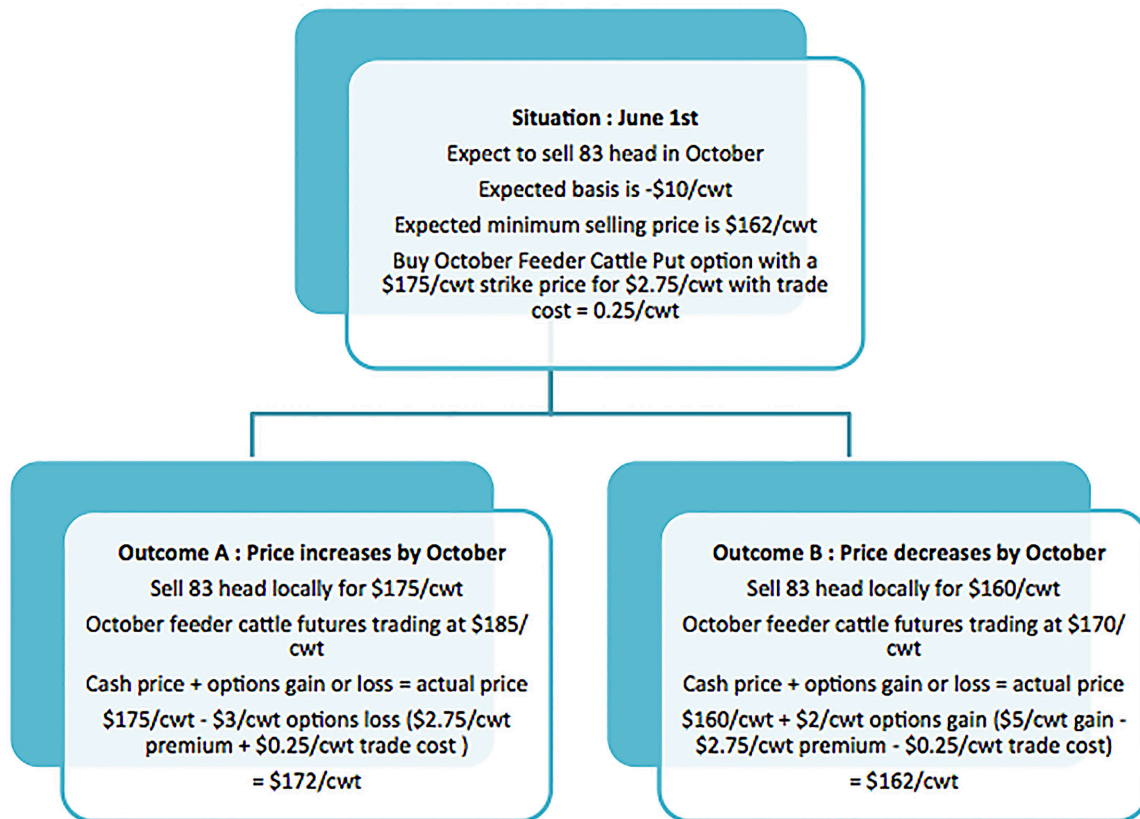 Situation : June 1st
Expect to sell 83 head in October
Expected basis is -$10/cwt
Expected minimum selling price is $162/cwt
Buy October Feeder Cattle Put option with a
$175/cwt strike price for $2.75/cwt with trade
cost = 0.25/cwt
Outcome A : Price increases by October
Sell 83 head locally for $175/cwt
October feeder cattle futures trading at $185/
cwt
Cash price + options gain or loss = actual price
$175/cwt - $3/cwt options loss ($2.75/cwt
premium + $0.25/cwt trade cost )
= $172/cwt
Outcome B : Price decreases by October
Sell 83 head locally for $160/cwt
October feeder cattle futures trading at $170/
cwt
Cash price + options gain or loss = actual price
$160/cwt + $2/cwt options gain ($5/cwt gain -
$2.75/cwt premium - $0.25/cwt trade cost)
= $162/cwt